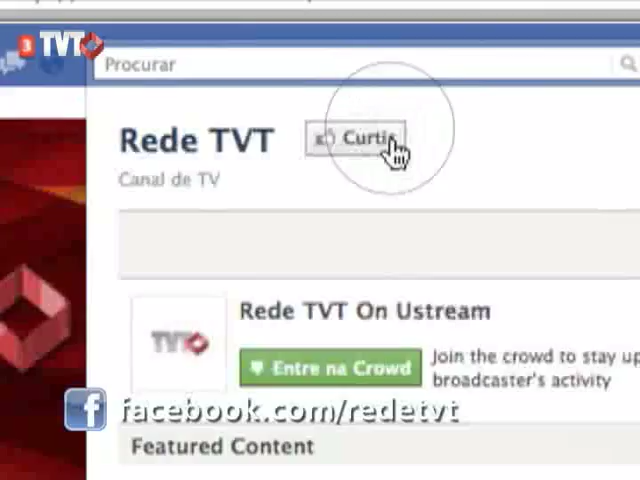 3
TVT
Procurar
Rede TVT
Curtir
Canal de TV
Rede TVT On Ustream
TVT
Entre na Crowd
Join the crowd to stay up
broadcaster's activity
facebook.com/redetvt
Featured Content